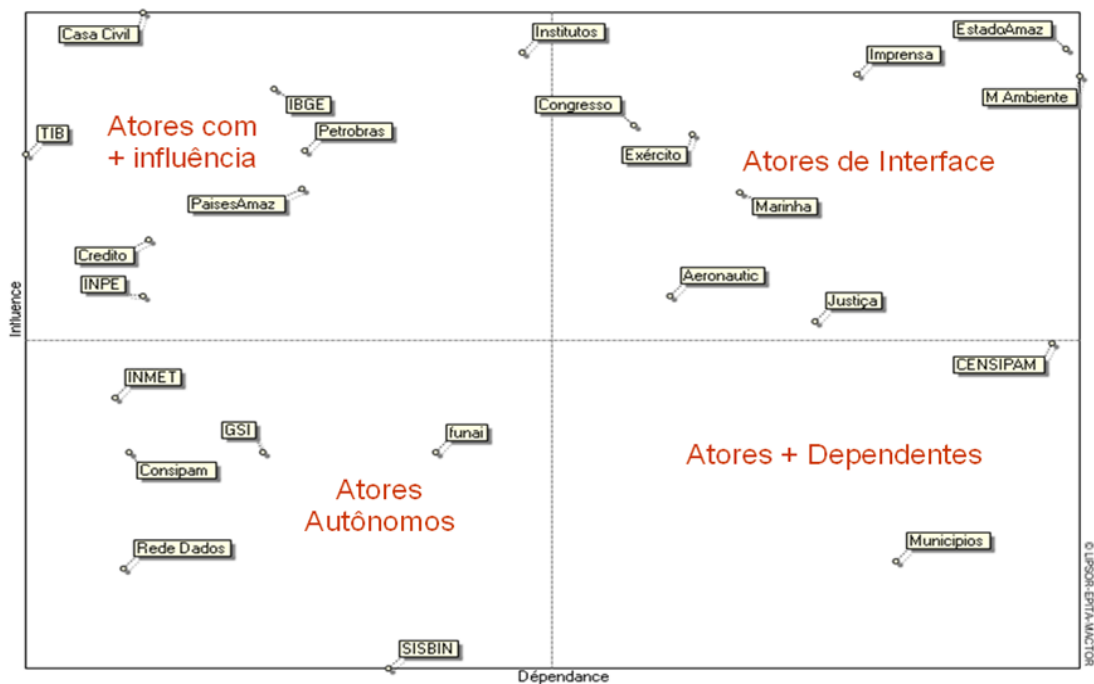 Casa Civil
Institutos
EstadoAmaz
Imprensa
M Ambiente
IBGE
Congresso
TIB
Atores com
+ influência
Petrobras
Exército
Atores de Interface
PaisesAmaz
Marinha
Credito
INPE
Aeronautic
Justiça
Influence
CENSIPAM
INMET
GSI
funai
Consipam
Atores + Dependentes
Atores
Autônomos
Rede Dados
Municipios
SISBIN
Dépendance
© LIPSOR-EPITA-MACTOR